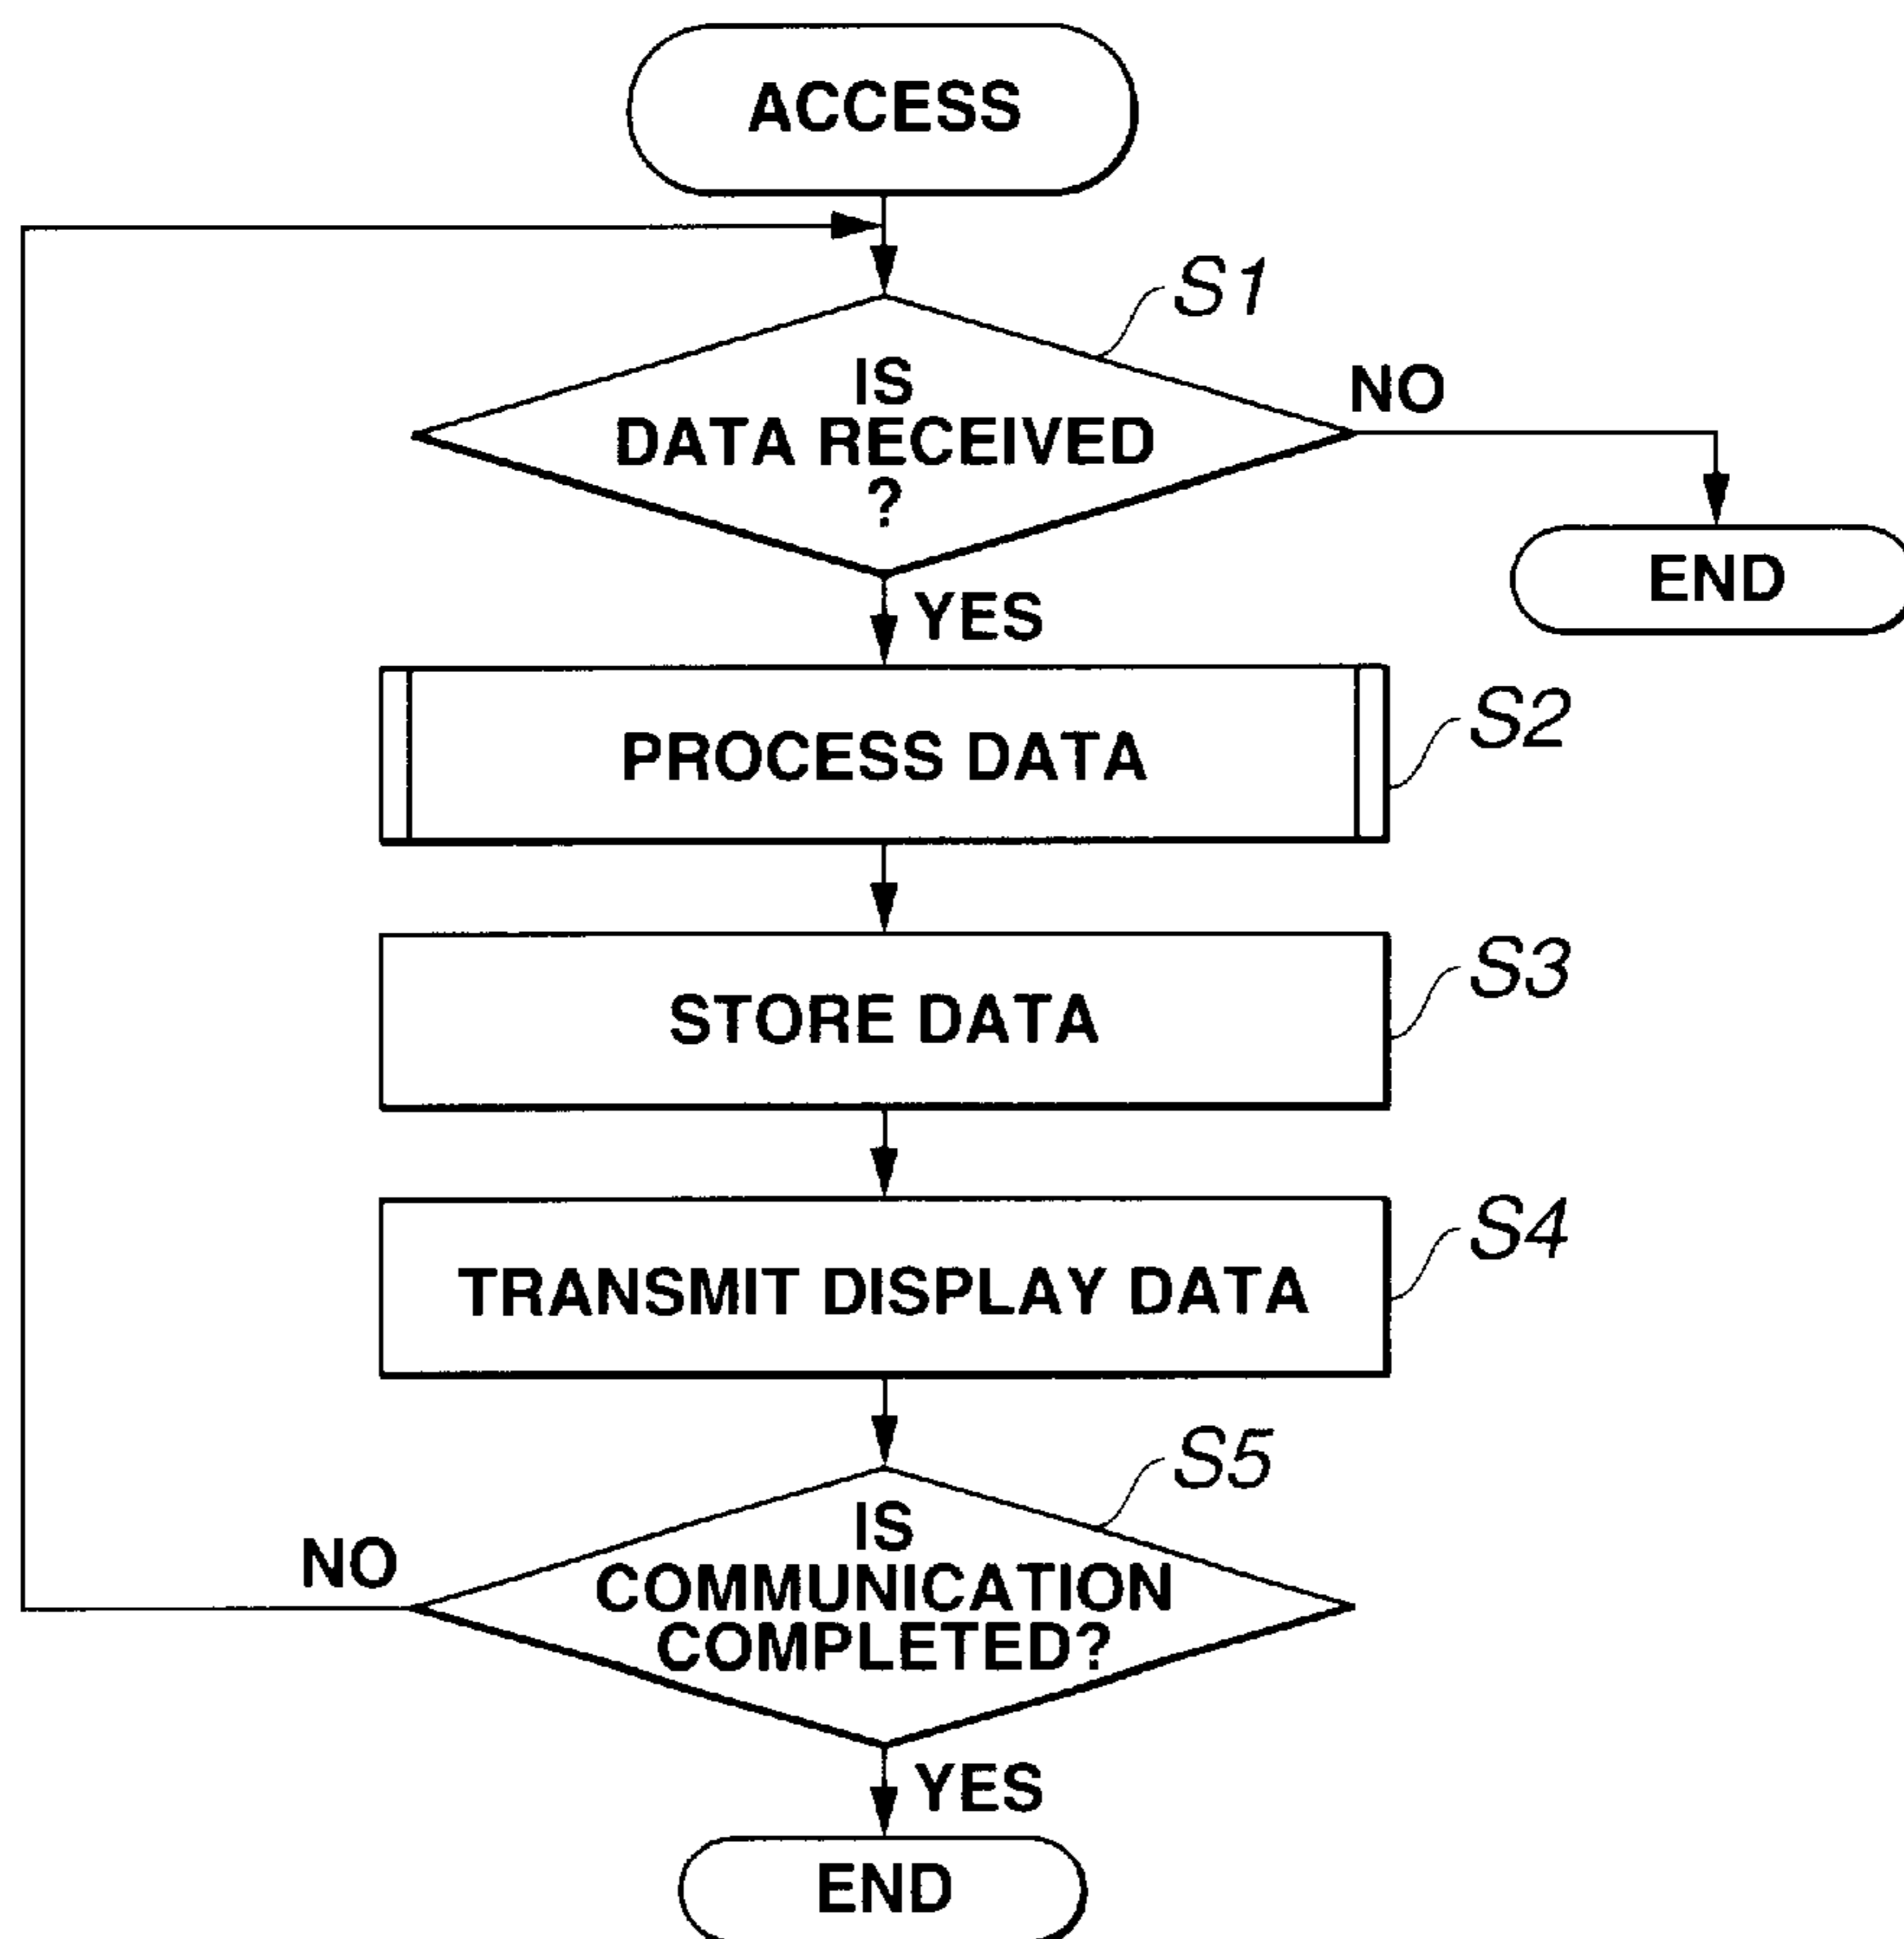 ACCESS
S1
IS
DATA RECEIVED
?
NO
END
YES
PROCESS DATA
S2
STORE DATA
S3
TRANSMIT DISPLAY DATA
S4
S5
IS
COMMUNICATION
COMPLETED?
NO
YES
END